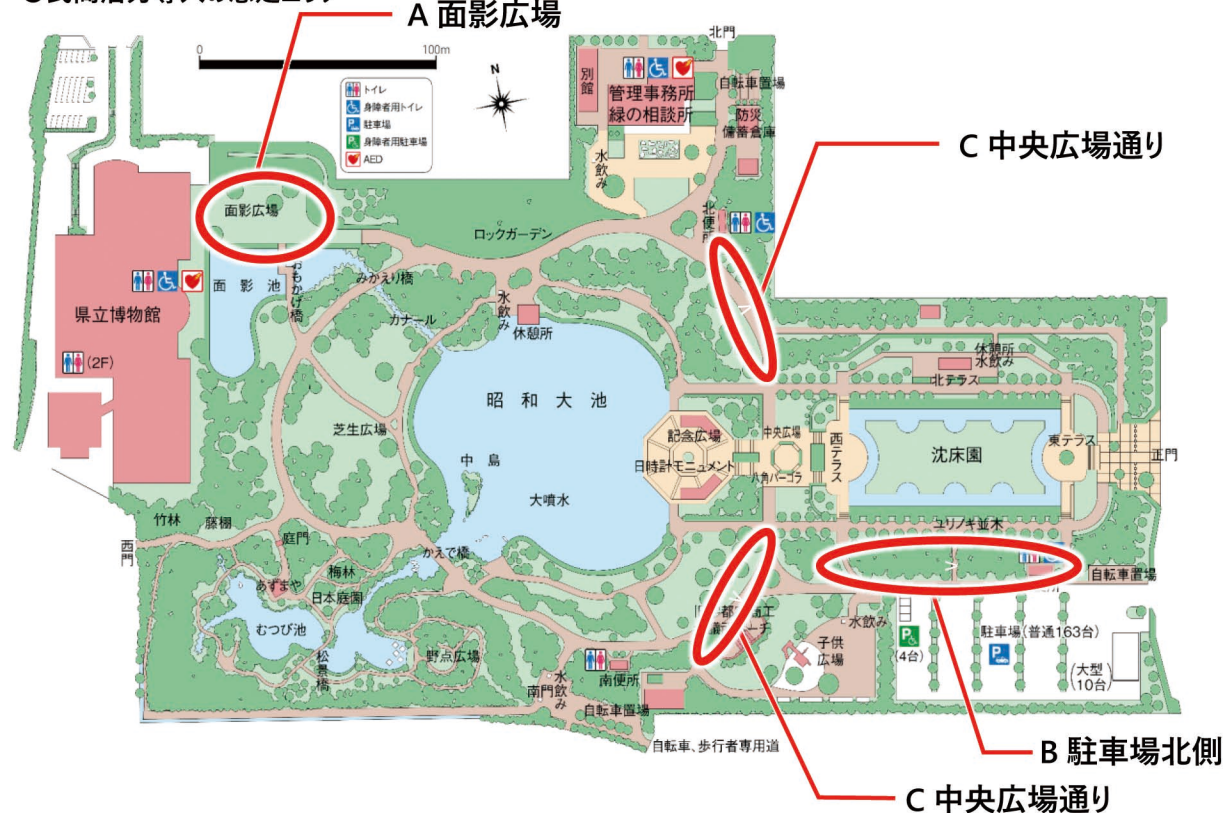 A 面影広場
北門
0
100m
N
トイレ
身障者用トイレ
駐車場
身障者用駐車場
AED
別館
管理事務所
緑の相談所
自転車置場
防災
備蓄倉庫
水飲み
C 中央広場通り
面影広場
ロックガーデン
北便所
おもかげ橋
みかえり橋
面影池
カナール
水飲み
休憩所
県立博物館
(2F)
休憩所
水飲み
北テラス
昭和大池
芝生広場
記念広場
中央広場
西テラス
沈床園
東テラス
正門
中島
日時計モニュメント
八角パーゴラ
大噴水
竹林
藤棚
ユリノキ並木
西門
庭門
かえで橋
あずまや
梅林
日本庭園
自転車置場
むつび池
水飲み
駐車場(普通163台)
(4台)
子供
広場
松景橋
野点広場
(大型)
(10台)
南便所
南門
水飲み
自転車置場
自転車、歩行者専用道
B 駐車場北側
C 中央広場通り